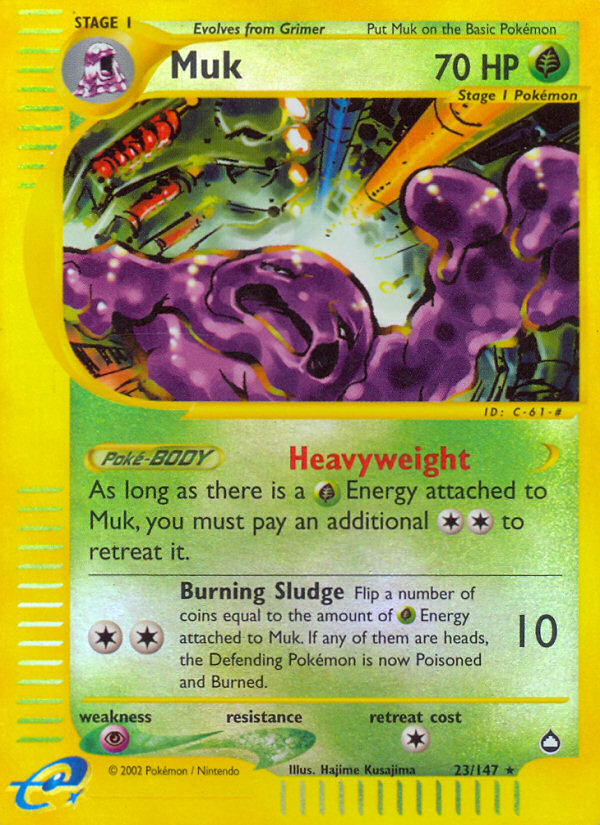 STAGE 1
Evolves from Grimer
Put Muk on the Basic Pokémon
Muk
70 HP
Stage 1 Pokémon
ID: C-61-#
Poké-BODY
Heavyweight
As long as there is a Energy attached to
Muk, you must pay an additional to
retreat it.
Burning Sludge Flip a number of
coins equal to the amount of Energy
attached to Muk. If any of them are heads,
the Defending Pokémon is now Poisoned
and Burned.
10
weakness
resistance
retreat cost
© 2002 Pokémon / Nintendo
Illus. Hajime Kusajima
23/147 ★
e